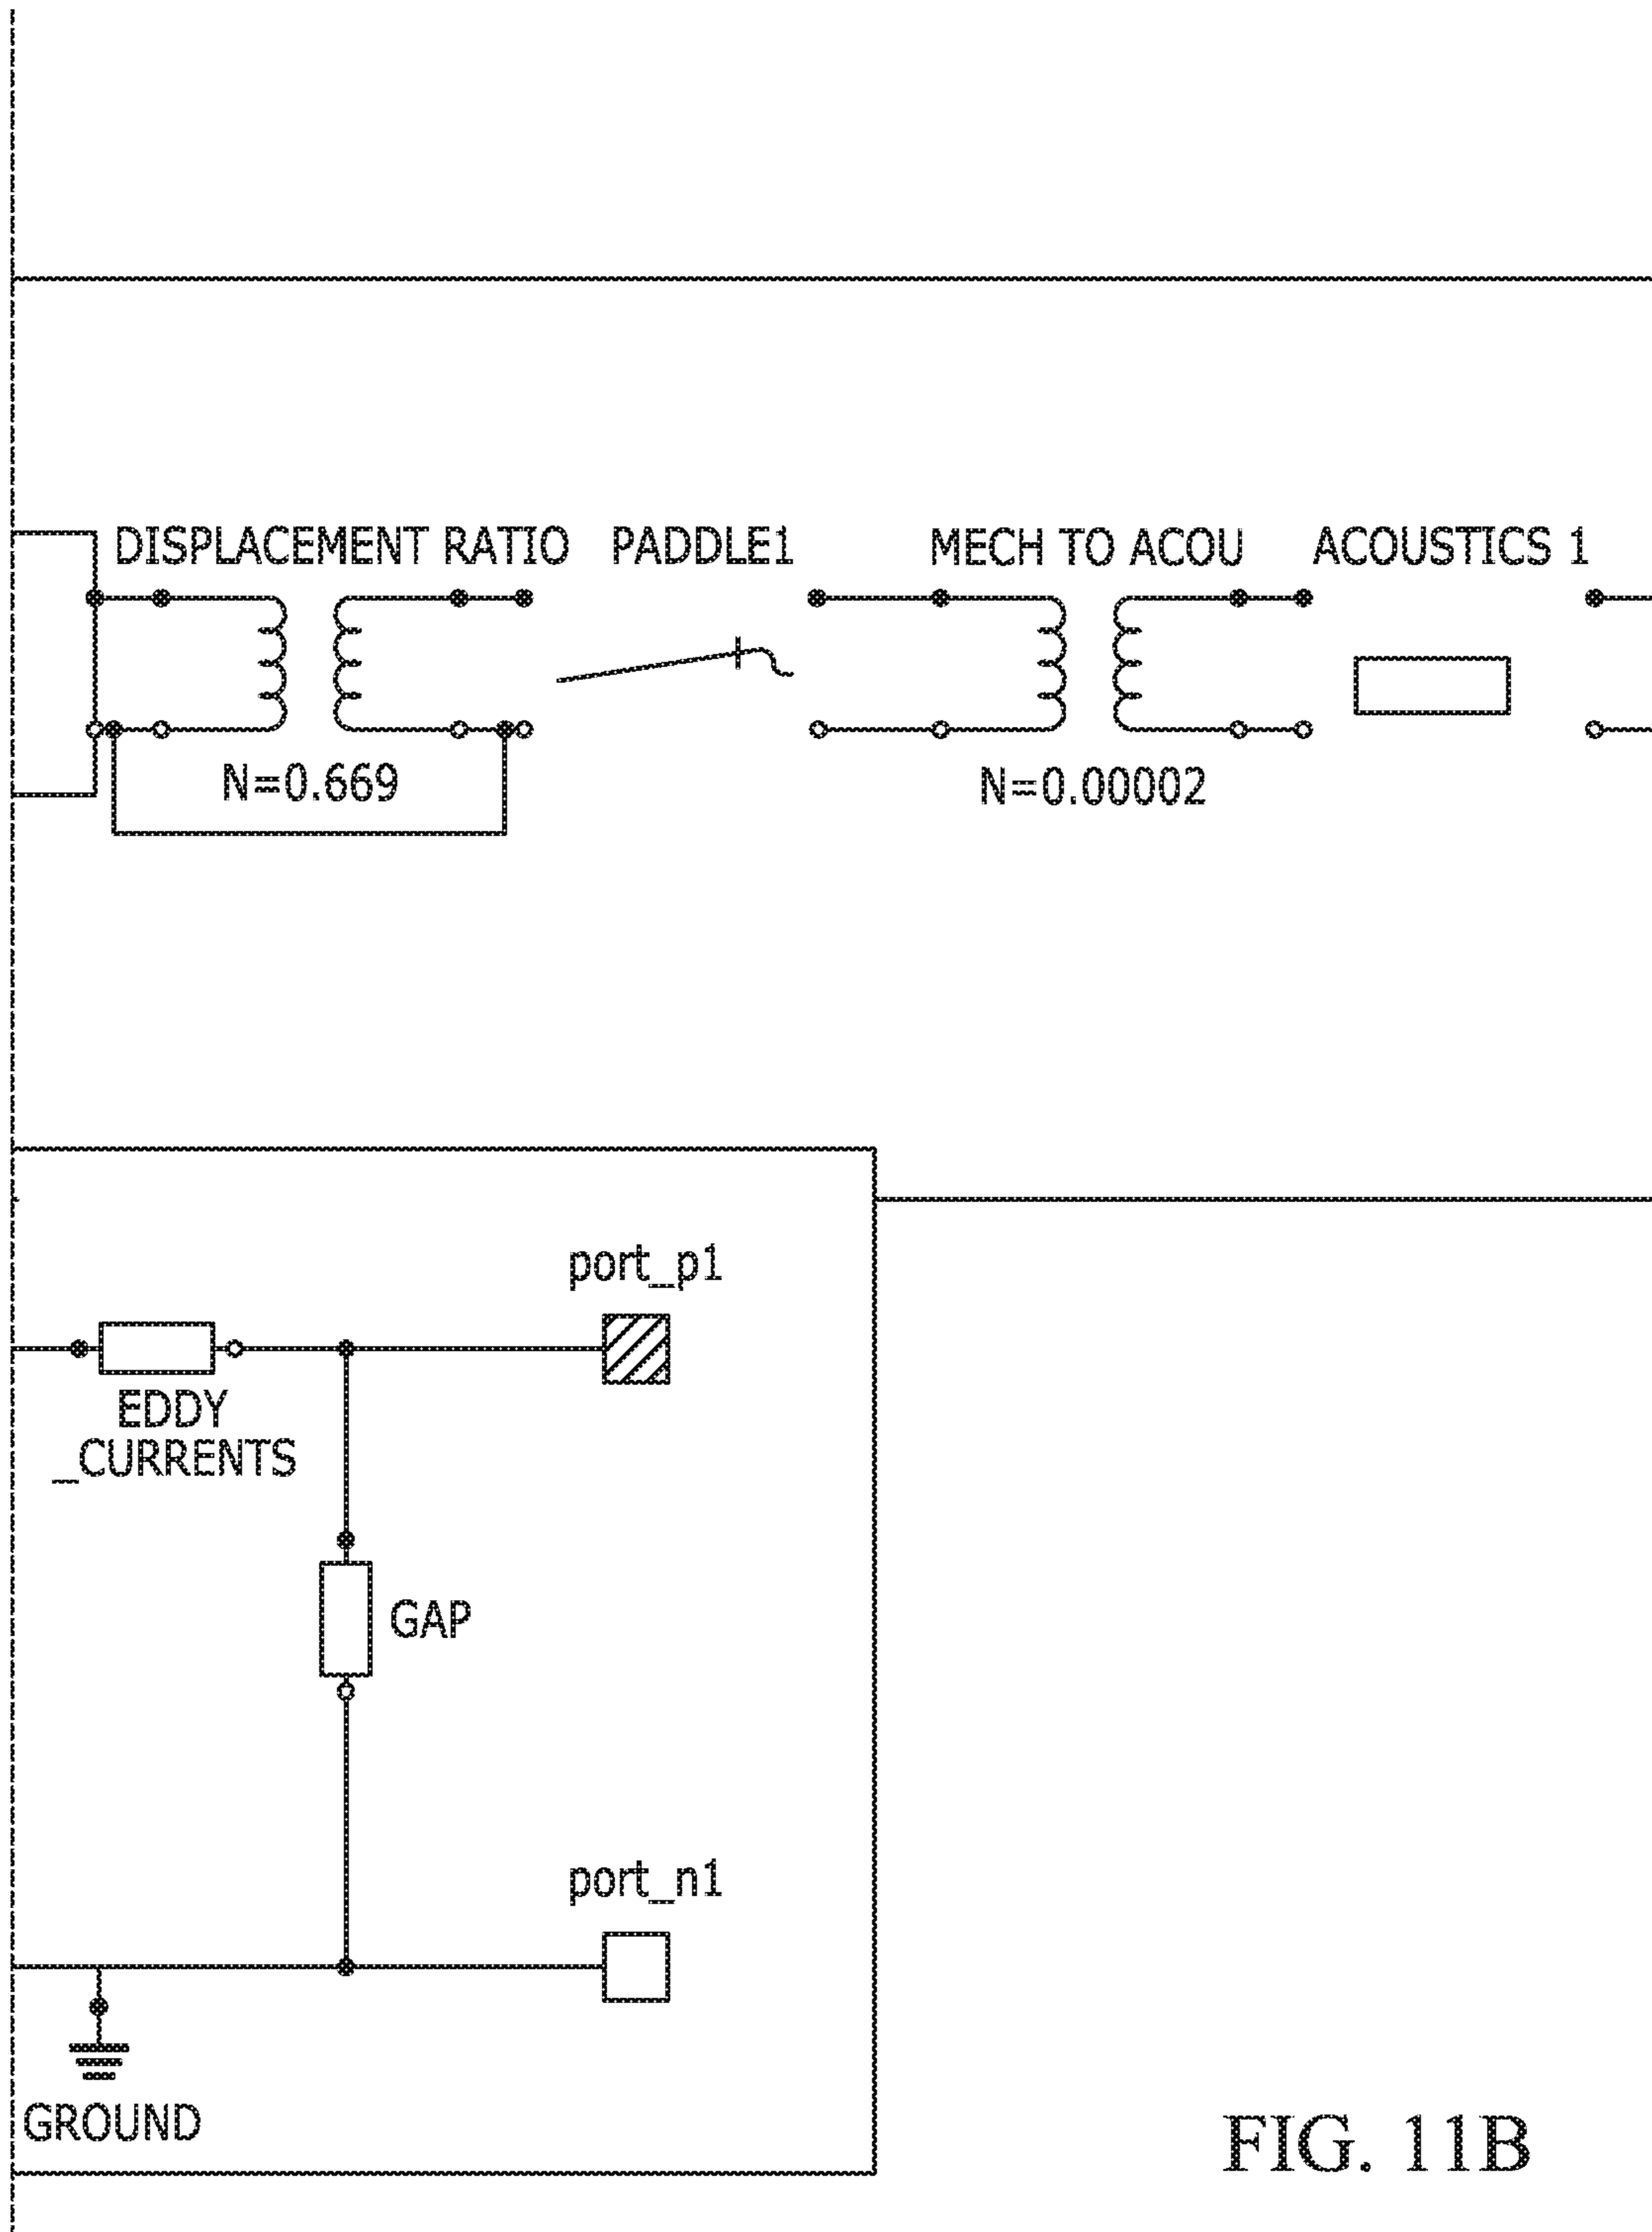 DISPLACEMENT RATIO
PADDLE1
MECH TO ACOU
ACOUSTICS 1
N=0.669
N=0.00002
port_p1
EDDY
_CURRENTS
GAP
port_n1
GROUND
FIG. 11B